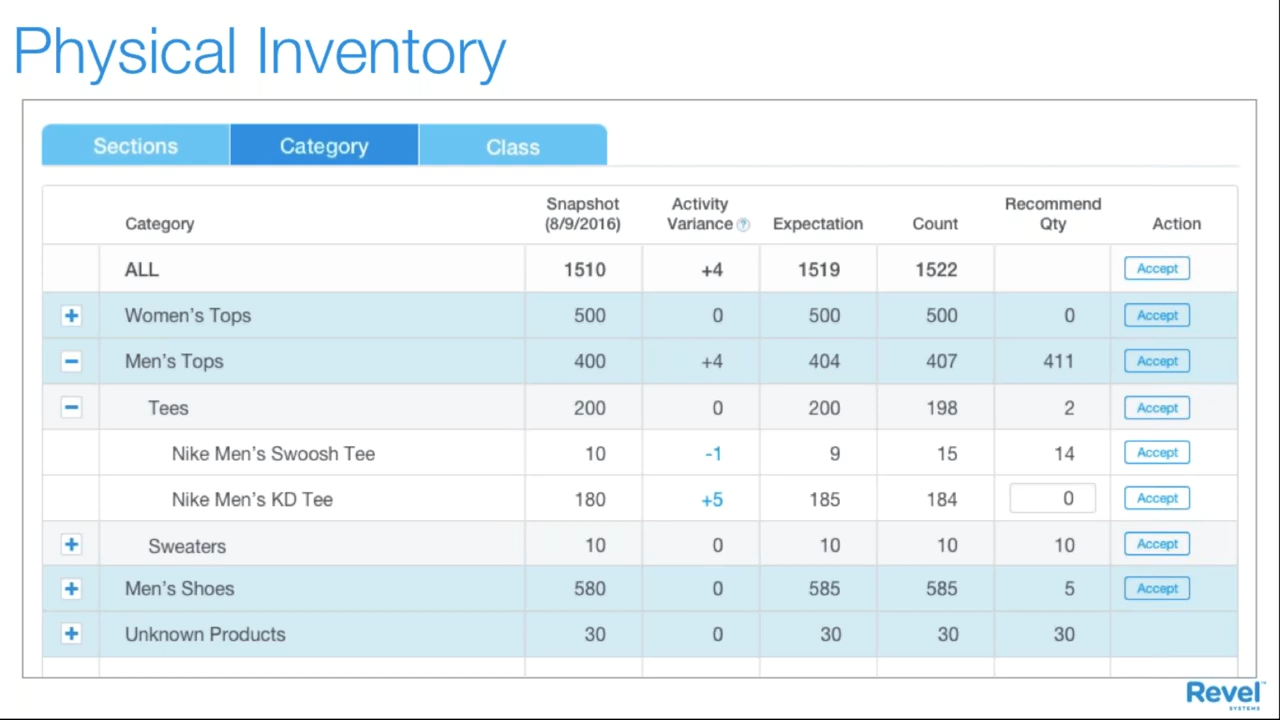 Physical Inventory
Sections Category Class
Category Snapshot (8/9/2016) Activity Variance ? Expectation Count Recommend Qty Action
ALL 1510 +4 1519 1522 Accept
+ Women's Tops 500 0 500 500 0 Accept
− Men's Tops 400 +4 404 407 411 Accept
− Tees 200 0 200 198 2 Accept
Nike Men's Swoosh Tee 10 -1 9 15 14 Accept
Nike Men's KD Tee 180 +5 185 184 0 Accept
+ Sweaters 10 0 10 10 10 Accept
+ Men's Shoes 580 0 585 585 5 Accept
+ Unknown Products 30 0 30 30 30
Revel™
SYSTEMS